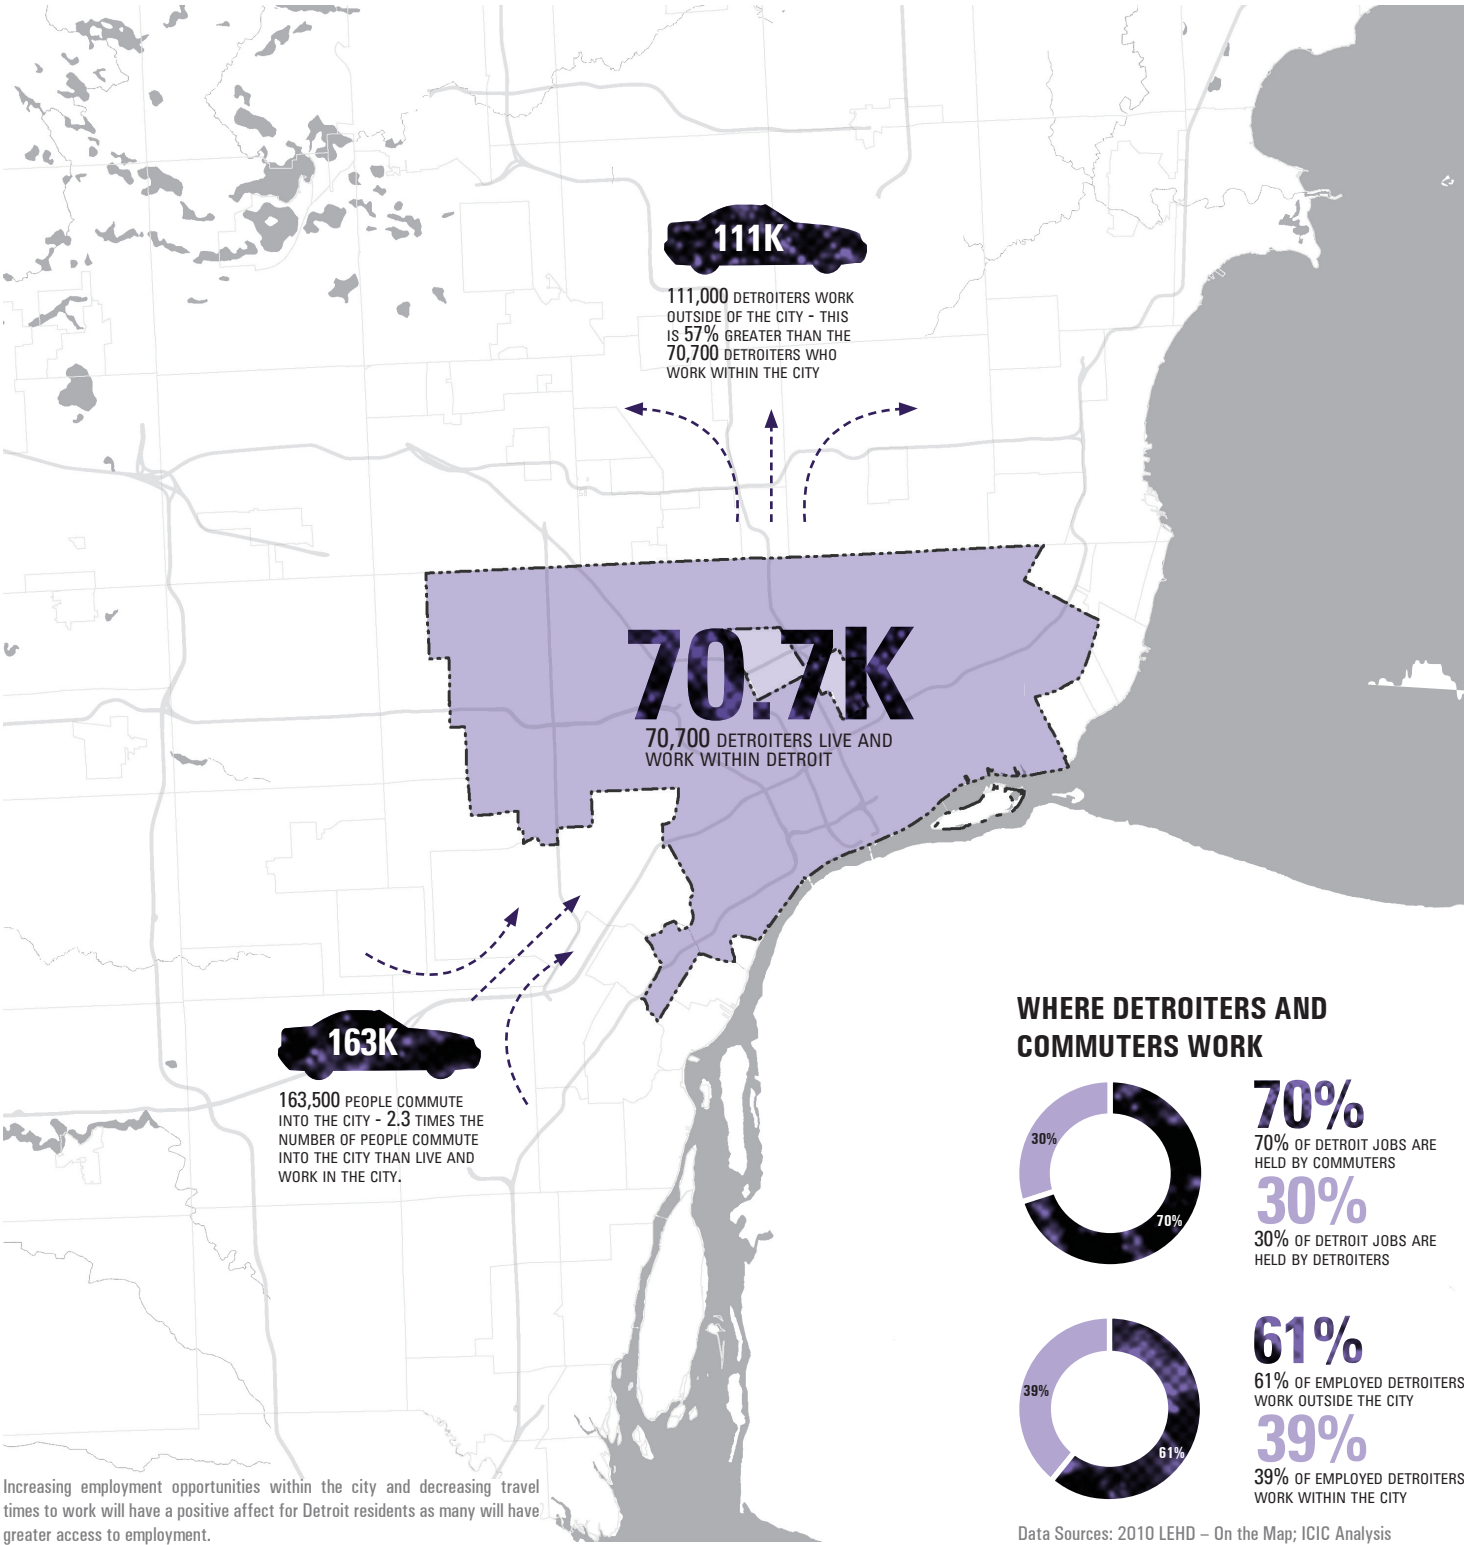 111K
111,000 DETROITERS WORK
OUTSIDE OF THE CITY - THIS
IS 57% GREATER THAN THE
70,700 DETROITERS WHO
WORK WITHIN THE CITY
70.7K
70,700 DETROITERS LIVE AND
WORK WITHIN DETROIT
163K
163,500 PEOPLE COMMUTE
INTO THE CITY - 2.3 TIMES THE
NUMBER OF PEOPLE COMMUTE
INTO THE CITY THAN LIVE AND
WORK IN THE CITY.
WHERE DETROITERS AND
COMMUTERS WORK
30%
70%
70%
70% OF DETROIT JOBS ARE
HELD BY COMMUTERS
30%
30% OF DETROIT JOBS ARE
HELD BY DETROITERS
39%
61%
61%
61% OF EMPLOYED DETROITERS
WORK OUTSIDE THE CITY
39%
39% OF EMPLOYED DETROITERS
WORK WITHIN THE CITY
Increasing employment opportunities within the city and decreasing travel
times to work will have a positive affect for Detroit residents as many will have
greater access to employment.
Data Sources: 2010 LEHD – On the Map; ICIC Analysis